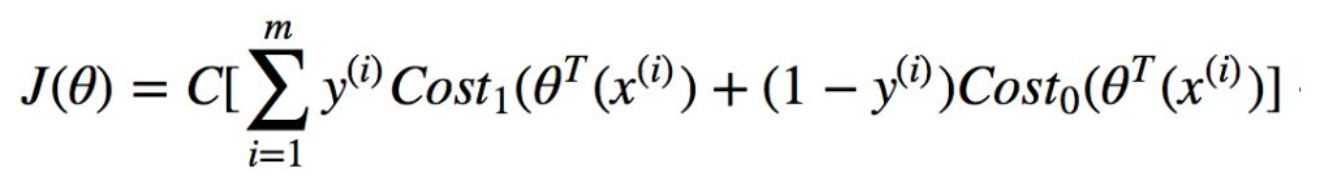 J(θ) = C[∑_{i=1}^{m} y^{(i)} Cost_1(θ^T(x^{(i)}) + (1 − y^{(i)})Cost_0(θ^T(x^{(i)})]